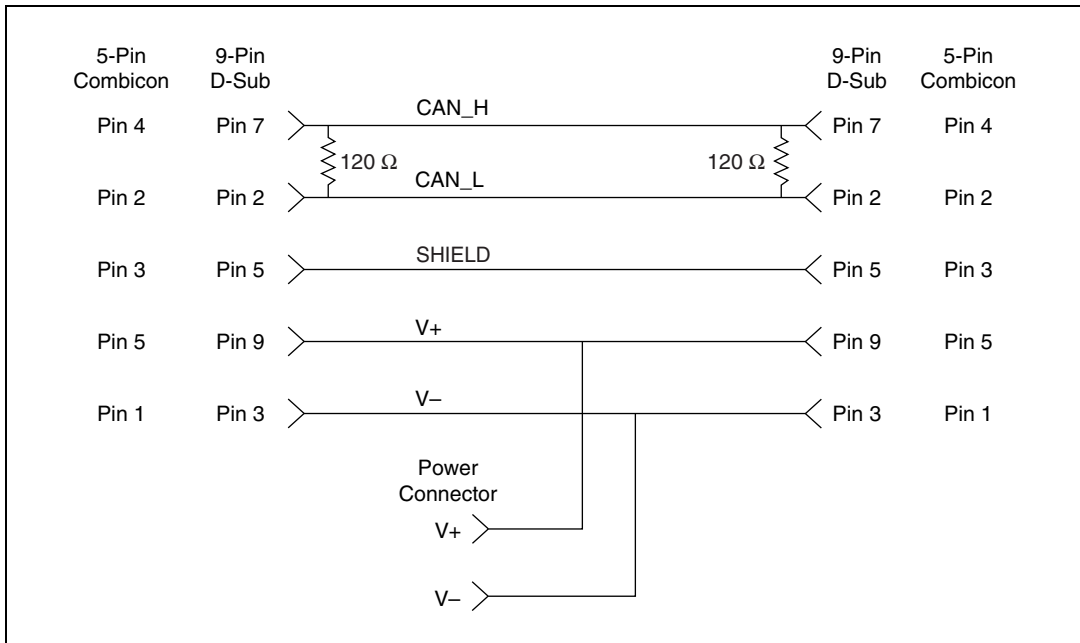 5-Pin Combicon
9-Pin D-Sub
9-Pin D-Sub
5-Pin Combicon
Pin 4 Pin 7 CAN_H Pin 7 Pin 4
120 Ω 120 Ω
Pin 2 Pin 2 CAN_L Pin 2 Pin 2
Pin 3 Pin 5 SHIELD Pin 5 Pin 3
Pin 5 Pin 9 V+ Pin 9 Pin 5
Pin 1 Pin 3 V– Pin 3 Pin 1
Power
Connector
V+
V–